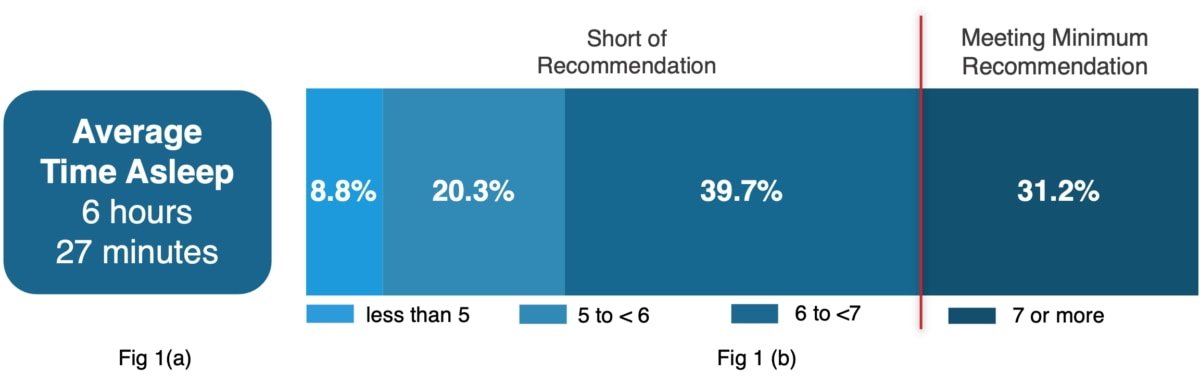 Short of
Recommendation
Meeting Minimum
Recommendation
Average
Time Asleep
6 hours
27 minutes
8.8%
20.3%
39.7%
31.2%
less than 5
5 to < 6
6 to <7
7 or more
Fig 1(a)
Fig 1 (b)